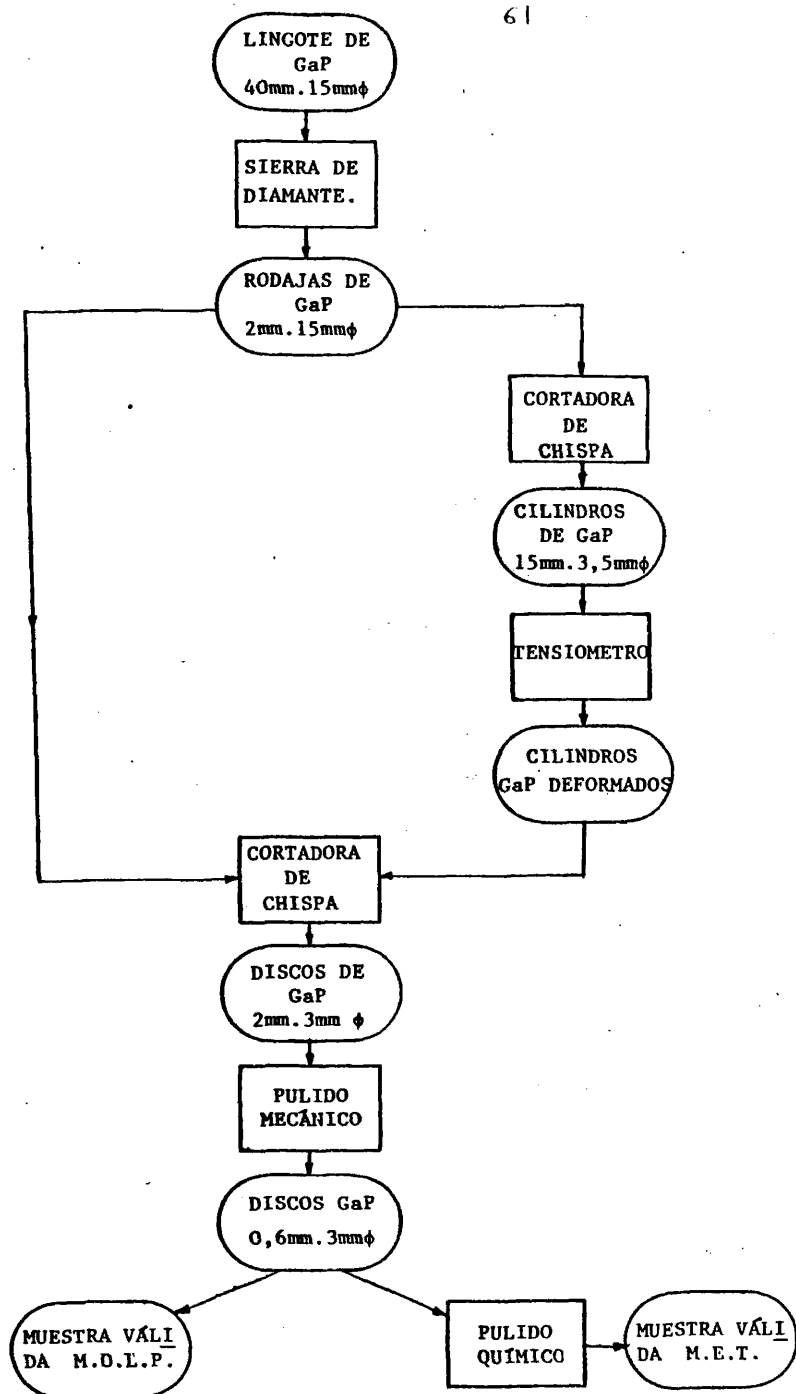 61
LINGOTE DE
GaP
40mm.15mmϕ
SIERRA DE
DIAMANTE.
RODAJAS DE
GaP
2mm.15mmϕ
CORTADORA
DE
CHISPA
CILINDROS
DE GaP
15mm.3,5mmϕ
TENSIOMETRO
CILINDROS
GaP DEFORMADOS
CORTADORA
DE
CHISPA
DISCOS DE
GaP
2mm.3mm ϕ
PULIDO
MECÁNICO
DISCOS GaP
0,6mm.3mmϕ
MUESTRA VÁLI
DA M.O.L.P.
PULIDO
QUÍMICO
MUESTRA VÁLI
DA M.E.T.